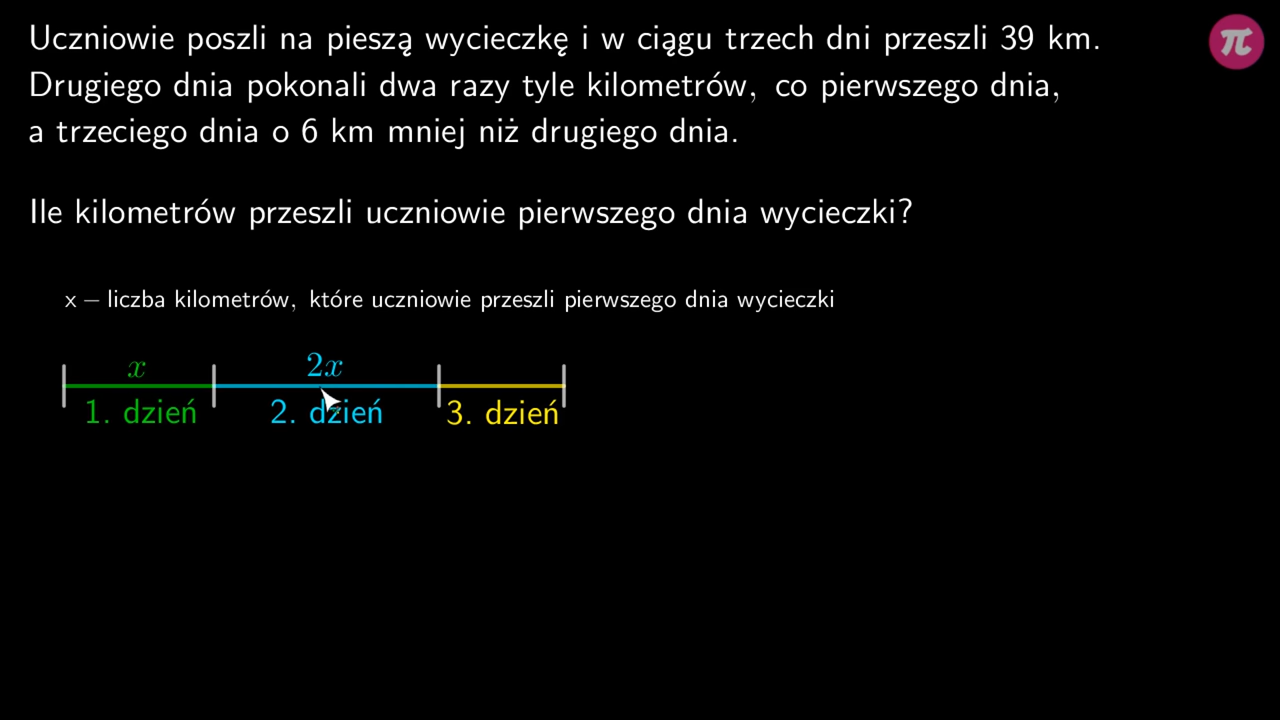 Uczniowie poszli na pieszą wycieczkę i w ciągu trzech dni przeszli 39 km.
Drugiego dnia pokonali dwa razy tyle kilometrów, co pierwszego dnia,
a trzeciego dnia o 6 km mniej niż drugiego dnia.
Ile kilometrów przeszli uczniowie pierwszego dnia wycieczki?
x – liczba kilometrów, które uczniowie przeszli pierwszego dnia wycieczki
x 2x
1. dzień 2. dzień 3. dzień
π